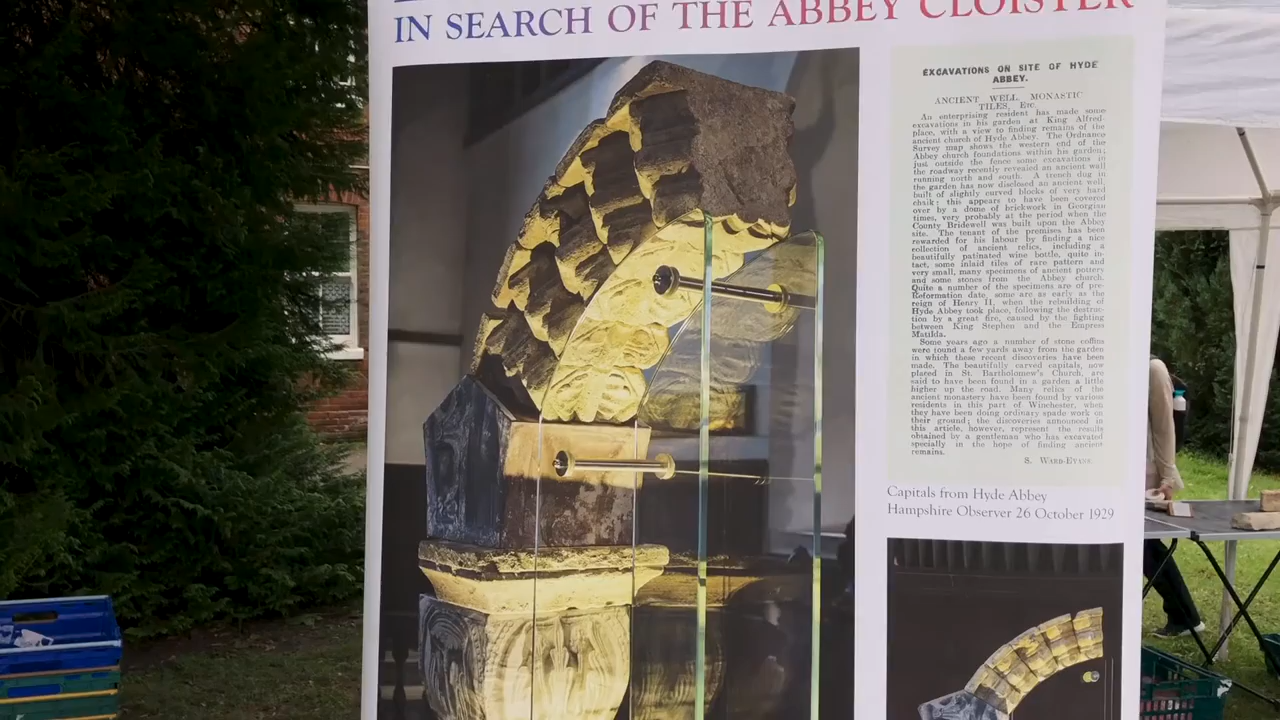 IN SEARCH OF THE ABBEY CLOISTER
EXCAVATIONS ON SITE OF HYDE
ABBEY.
ANCIENT WELL, MONASTIC
TILES, Etc.
An enterprising resident has made some
excavations in his garden at King Alfred-
place, with a view to finding remains of the
ancient church of Hyde Abbey. The Ordnance
Survey map shows the western end of the
Abbey church foundations within his garden;
just outside the fence some excavations in
the roadway recently revealed an ancient wall
running north and south. A trench dug in
the garden has now disclosed an ancient well,
built of slightly curved blocks of very hard
chalk; this appears to have been covered
over by a dome of brickwork in Georgian
times, very probably at the period when the
County Bridewell was built upon the Abbey
site. The tenant of the premises has been
rewarded for his labour by finding a nice
collection of ancient relics, including a
beautifully patinated wine bottle, quite in-
tact, some inlaid tiles of rare pattern and
very small, many specimens of ancient pottery
and some stones from the Abbey church.
Quite a number of the specimens are of pre-
Reformation date, some are as early as the
reign of Henry II, when the rebuilding of
Hyde Abbey took place, following the destruc-
tion by a great fire, caused by the fighting
between King Stephen and the Empress
Matilda.
Some years ago a number of stone coffins
were found a few yards away from the garden
in which these recent discoveries have been
made. The beautifully carved capitals, now
placed in St. Bartholomew's Church, are
said to have been found in a garden a little
higher up the road. Many relics of the
ancient monastery have been found by various
residents in this part of Winchester, when
they have been doing ordinary spade work on
their ground; the discoveries announced in
this article, however, represent the results
obtained by a gentleman who has excavated
specially in the hope of finding ancient
remains.
S. WARD-EVANS.
Capitals from Hyde Abbey
Hampshire Observer 26 October 1929